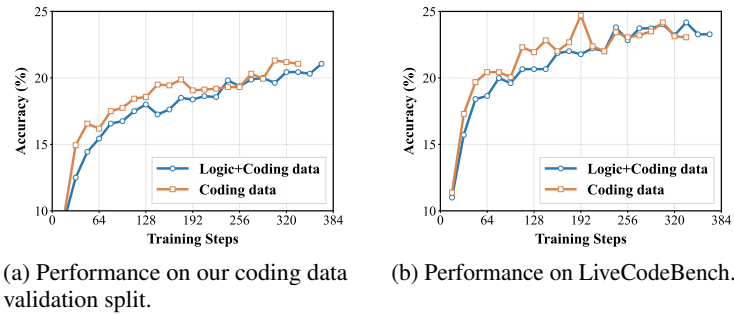 25
20
15
10
Accuracy (%)
Logic+Coding data
Coding data
0 64 128 192 256 320 384
Training Steps
(a) Performance on our coding data
validation split.
25
20
15
10
Accuracy (%)
Logic+Coding data
Coding data
0 64 128 192 256 320 384
Training Steps
(b) Performance on LiveCodeBench.